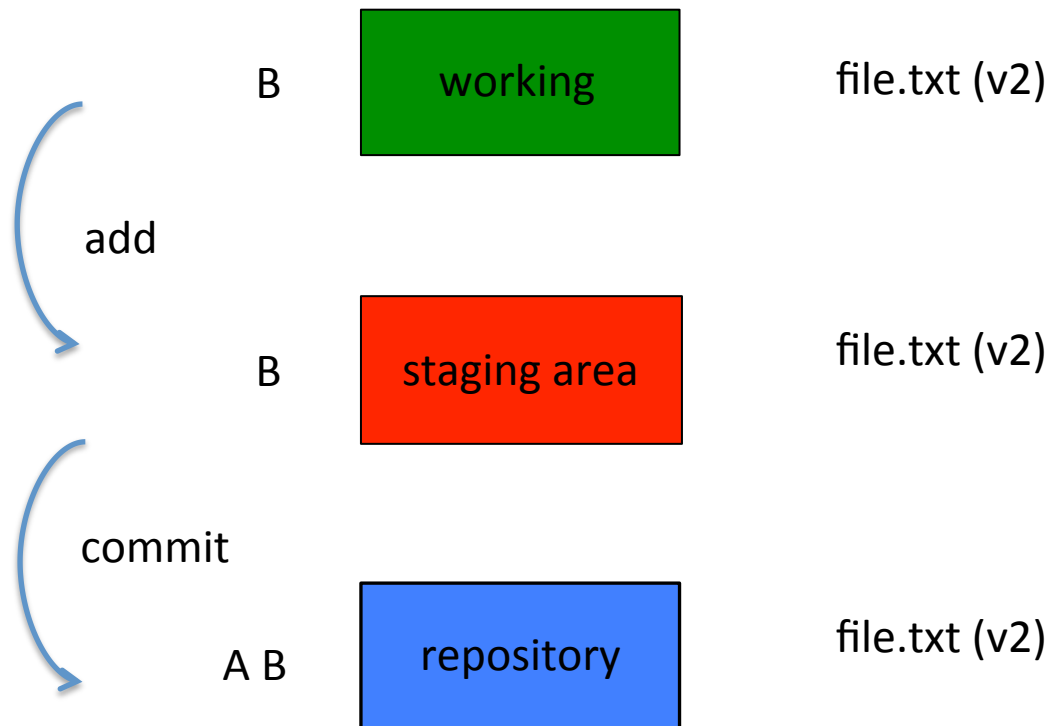 B
working
file.txt (v2)
add
B
staging area
file.txt (v2)
commit
A B
repository
file.txt (v2)